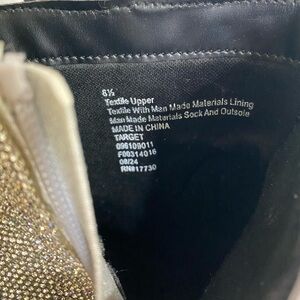 6½
Textile Upper
Textile With Man Made Materials Lining
Man Made Materials Sock And Outsole
MADE IN CHINA
TARGET
096109011
F00314016
08/24
RN#17730